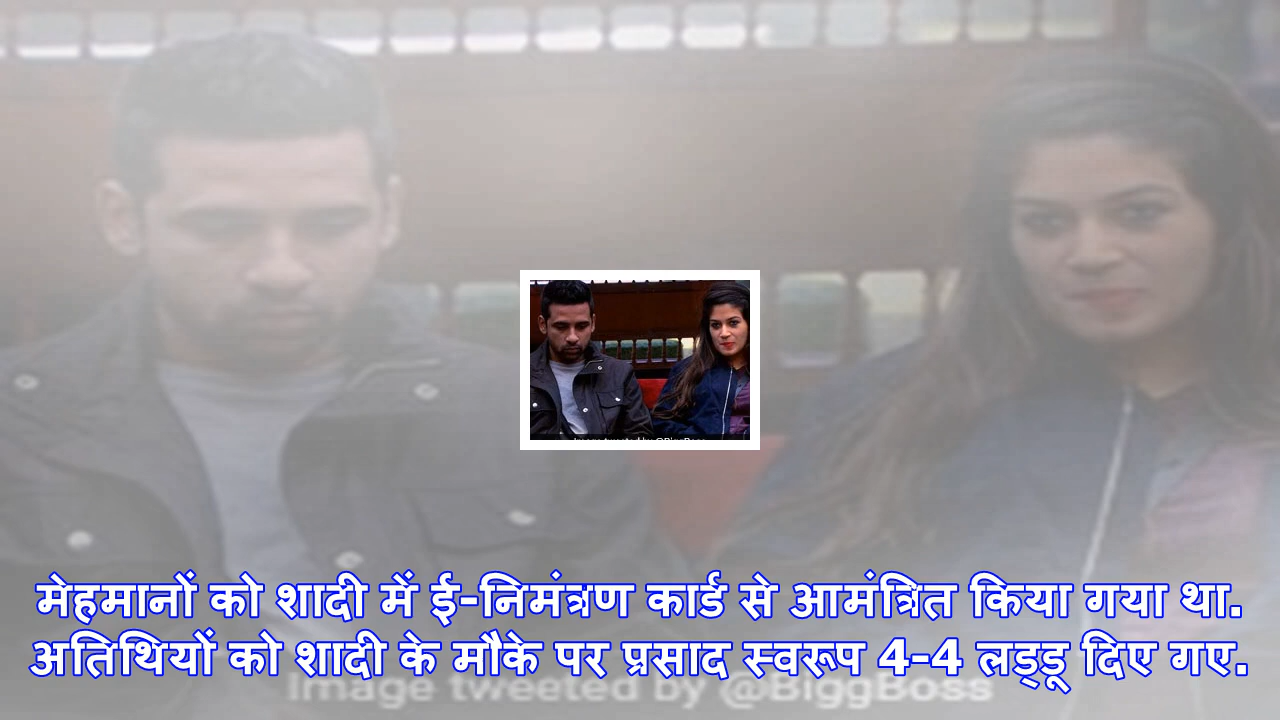 मेहमानों को शादी में ई-निमंत्रण कार्ड से आमंत्रित किया गया था.
अतिथियों को शादी के मौके पर प्रसाद स्वरूप 4-4 लड्डू दिए गए.
Image tweeted by @BiggBoss